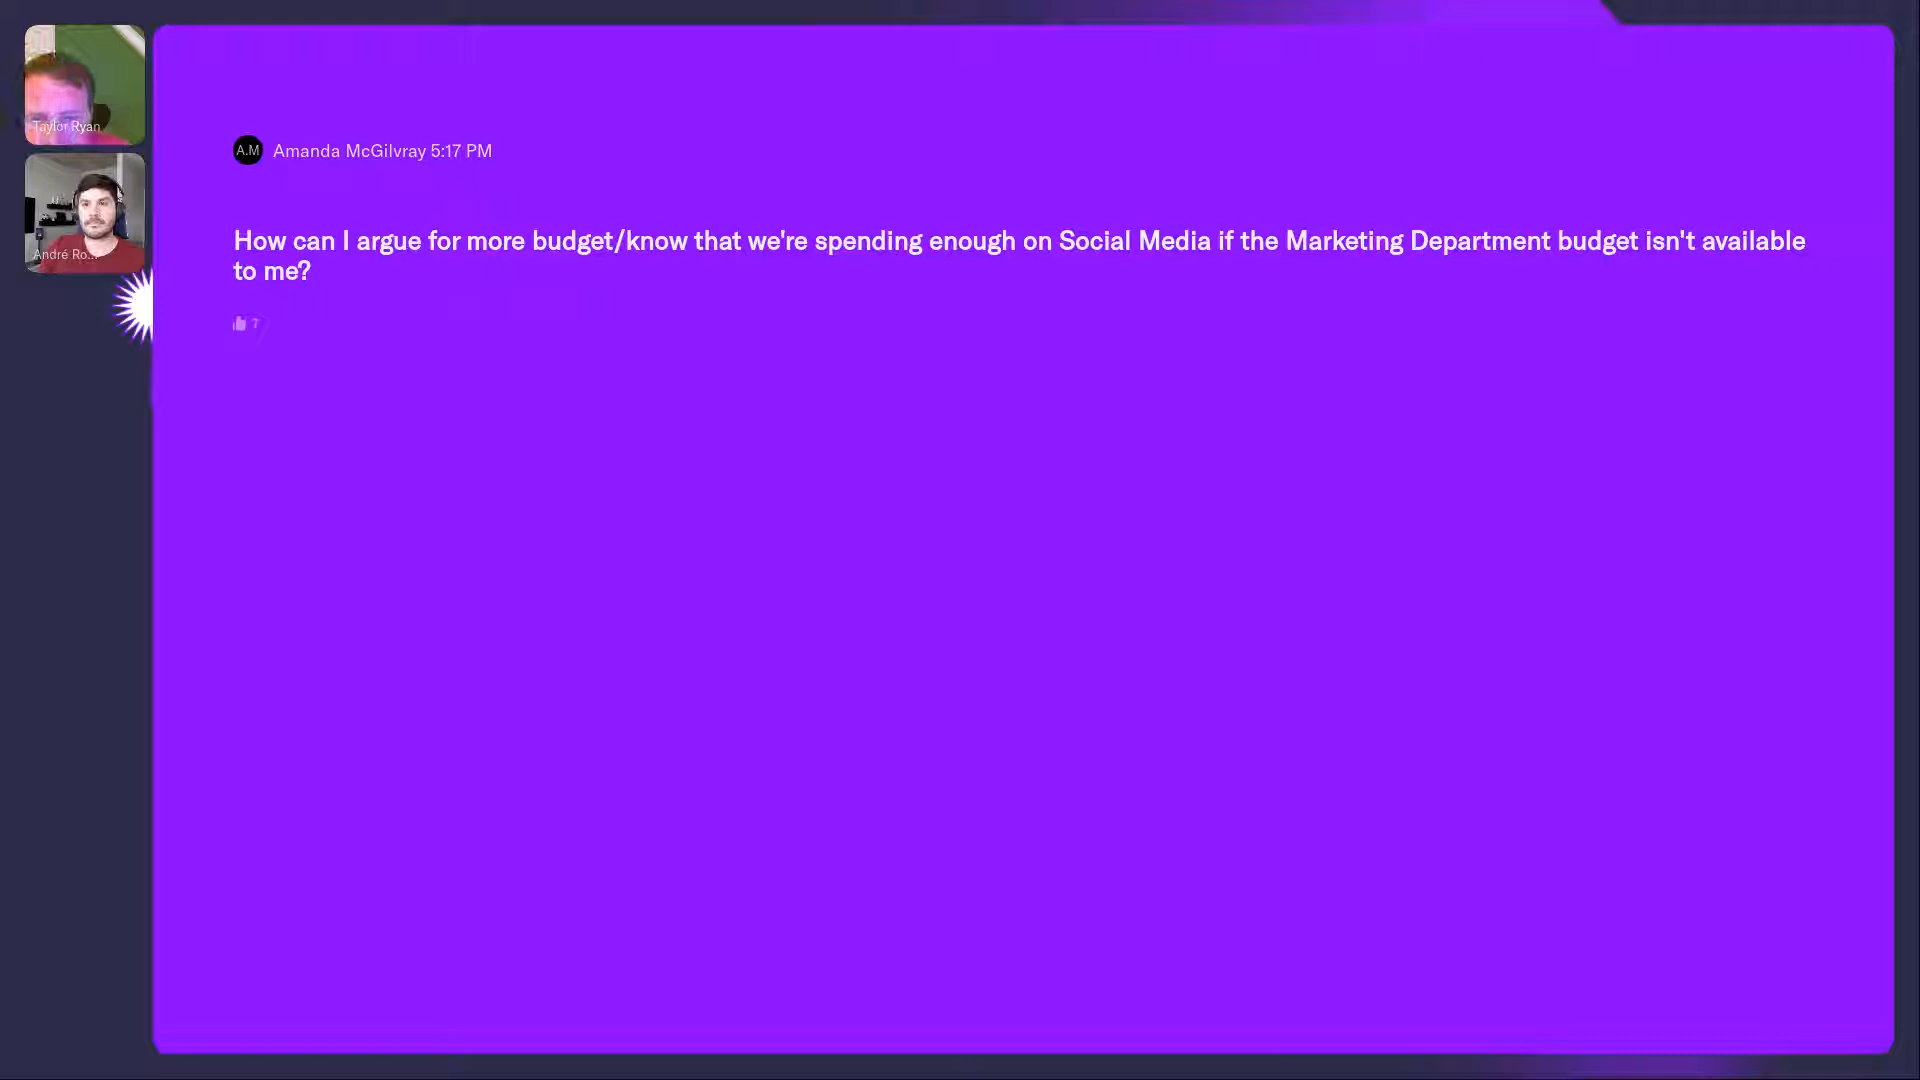 Taylor Ryan
André Ro...
A.M Amanda McGilvray 5:17 PM
How can I argue for more budget/know that we're spending enough on Social Media if the Marketing Department budget isn't available
to me?